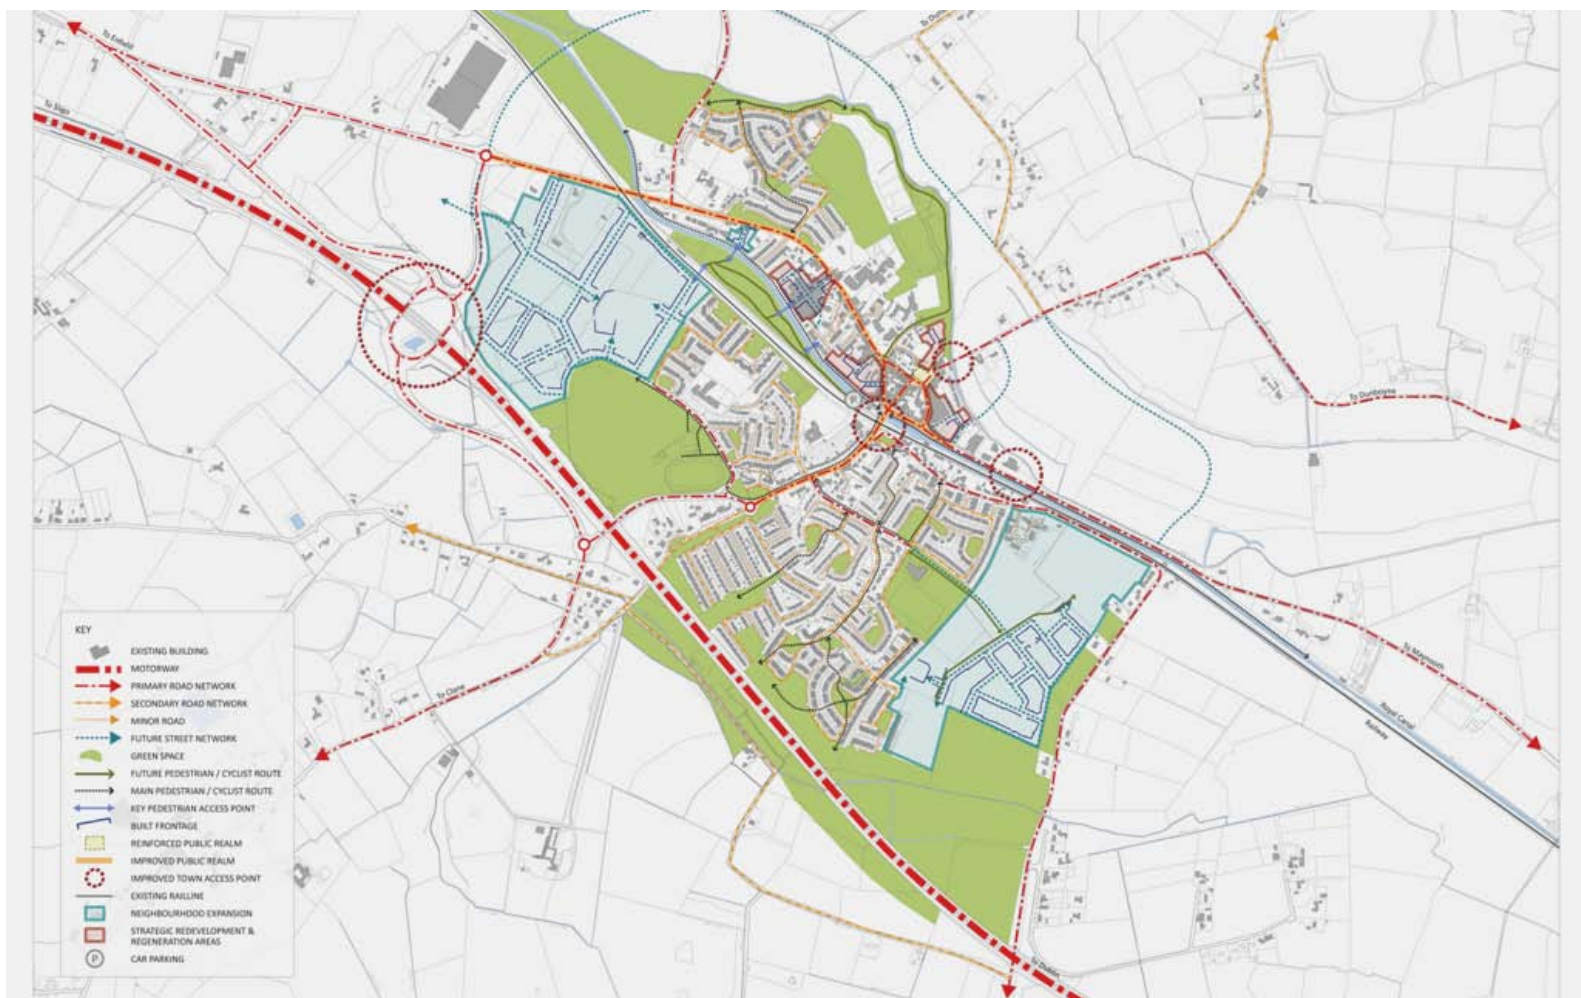 To Enfield
To Sligo
To Dunboyne
To Clane
To Maynooth
Royal Canal
Railway
To Dublin
P
KEY
EXISTING BUILDING
MOTORWAY
PRIMARY ROAD NETWORK
SECONDARY ROAD NETWORK
MINOR ROAD
FUTURE STREET NETWORK
GREEN SPACE
FUTURE PEDESTRIAN / CYCLIST ROUTE
MAIN PEDESTRIAN / CYCLIST ROUTE
KEY PEDESTRIAN ACCESS POINT
BUILT FRONTAGE
REINFORCED PUBLIC REALM
IMPROVED PUBLIC REALM
IMPROVED TOWN ACCESS POINT
EXISTING RAILLINE
NEIGHBOURHOOD EXPANSION
STRATEGIC REDEVELOPMENT &
REGENERATION AREAS
P CAR PARKING